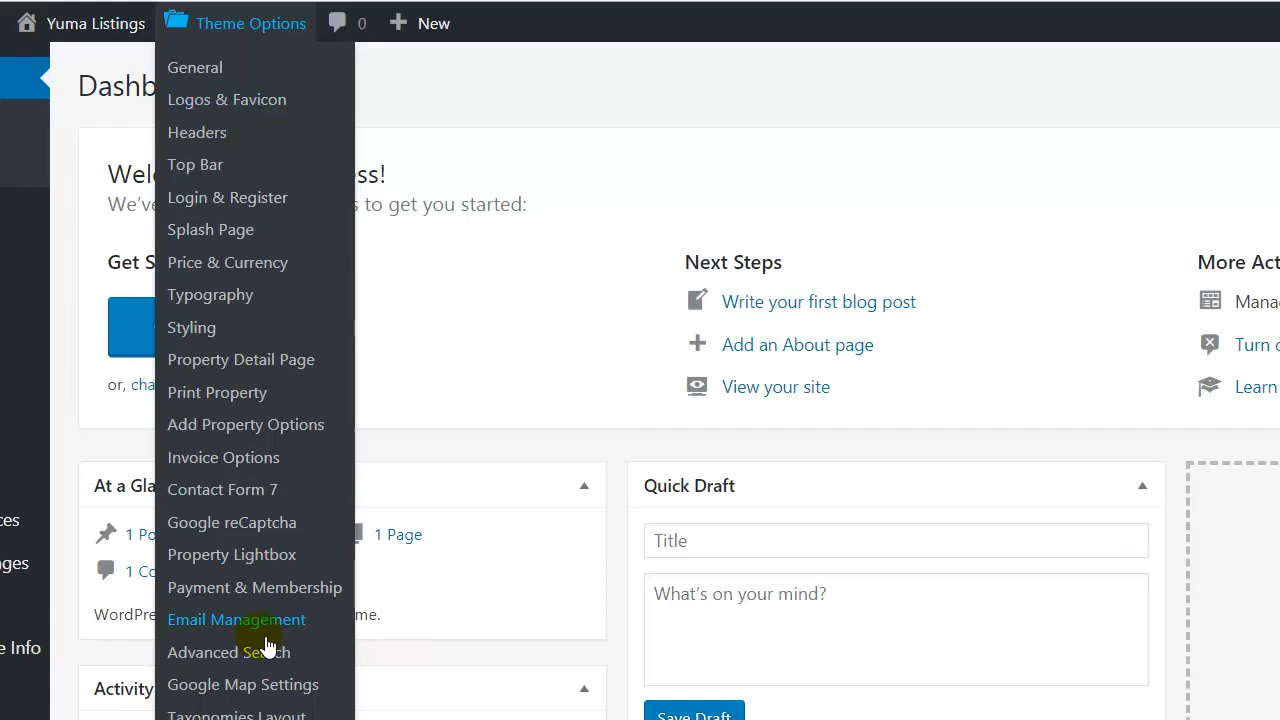 Yuma Listings Theme Options 0 New
General
Dashb
Logos & Favicon
Headers
Top Bar
Wel ss!
Login & Register
We've s to get you started:
Splash Page
Get S Price & Currency Next Steps More Act
Typography
Write your first blog post Mana
Styling
Add an About page Turn
Property Detail Page
or, cha Print Property View your site Learn
Add Property Options
Invoice Options
At a Gla Contact Form 7 Quick Draft
ces Google reCaptcha
1 Po 1 Page Title
Property Lightbox
nges 1 Co
Payment & Membership What's on your mind?
WordPre Email Management me.
e Info Advanced Search
Activity Google Map Settings
Taxonomies Layout Save Draft